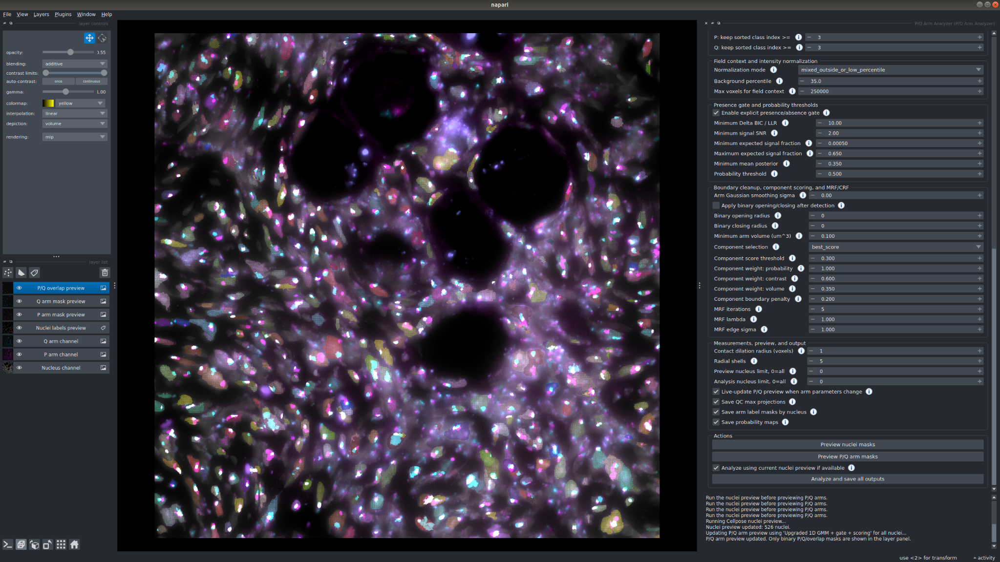 napari
File View Layers Plugins Window Help
layer controls
opacity: 0.55
blending: additive
contrast limits:
auto-contrast: once continuous
gamma: 1.00
colormap: yellow
interpolation: linear
depiction: volume
rendering: mip
layer list
P/Q overlap preview
Q arm mask preview
P arm mask preview
Nuclei labels preview
Q arm channel
P arm channel
Nucleus channel
P/Q Arm Analyzer (P/Q Arm Analyzer)
P: keep sorted class index >= 3
Q: keep sorted class index >= 3
Field context and intensity normalization
Normalization mode mixed_outside_or_low_percentile
Background percentile 35.0
Max voxels for field context 250000
Presence gate and probability thresholds
Enable explicit presence/absence gate
Minimum Delta BIC / LLR 10.00
Minimum signal SNR 2.00
Minimum expected signal fraction 0.00050
Maximum expected signal fraction 0.650
Minimum mean posterior 0.350
Probability threshold 0.500
Boundary cleanup, component scoring, and MRF/CRF
Arm Gaussian smoothing sigma 0.00
Apply binary opening/closing after detection
Binary opening radius 0
Binary closing radius 0
Minimum arm volume (um^3) 0.100
Component selection best_score
Component score threshold 0.300
Component weight: probability 1.000
Component weight: contrast 0.600
Component weight: volume 0.350
Component boundary penalty 0.200
MRF iterations 5
MRF lambda 1.000
MRF edge sigma 1.000
Measurements, preview, and output
Contact dilation radius (voxels) 1
Radial shells 5
Preview nucleus limit, 0=all 0
Analysis nucleus limit, 0=all 0
Live-update P/Q preview when arm parameters change
Save QC max projections
Save arm label masks by nucleus
Save probability maps
Actions
Preview nuclei masks
Preview P/Q arm masks
Analyze using current nuclei preview if available
Analyze and save all outputs
Run the nuclei preview before previewing P/Q arms.
Run the nuclei preview before previewing P/Q arms.
Run the nuclei preview before previewing P/Q arms.
Run the nuclei preview before previewing P/Q arms.
Running Cellpose nuclei preview...
Nuclei preview updated: 526 nuclei.
Updating P/Q arm preview using 'Upgraded 1D GMM + gate + scoring' for all nuclei...
P/Q arm preview updated. Only binary P/Q/overlap masks are shown in the layer panel.
use <2> for transform activity